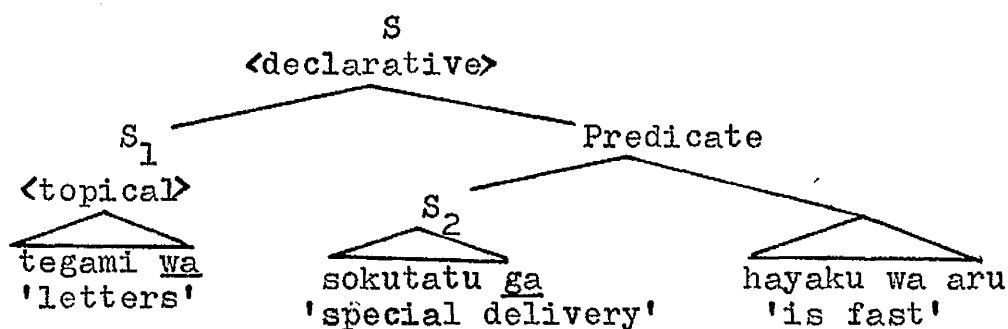 S
<declarative>
S1 Predicate
<topical>
S2
tegami wa sokutatu ga hayaku wa aru
'letters' 'special delivery' 'is fast'